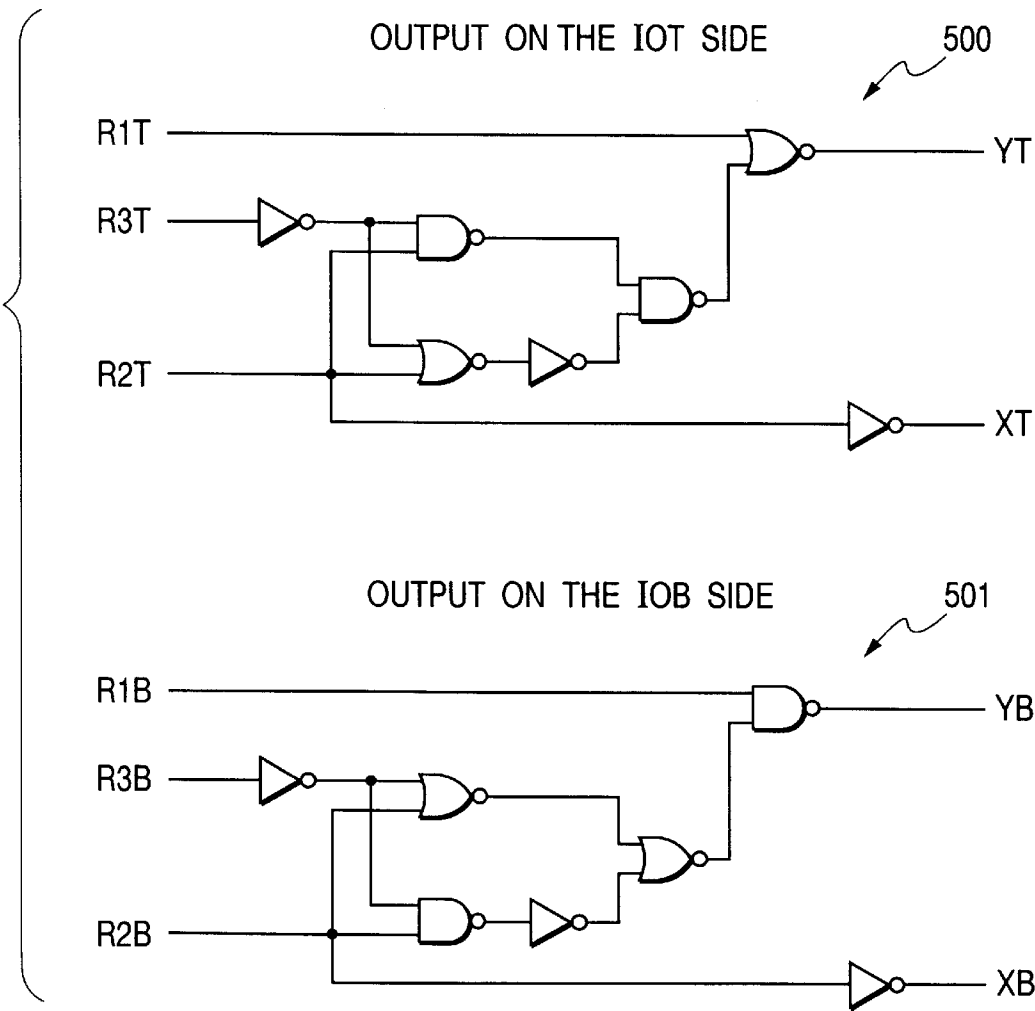 OUTPUT ON THE IOT SIDE
500
R1T
YT
R3T
R2T
XT
OUTPUT ON THE IOB SIDE
501
R1B
YB
R3B
R2B
XB